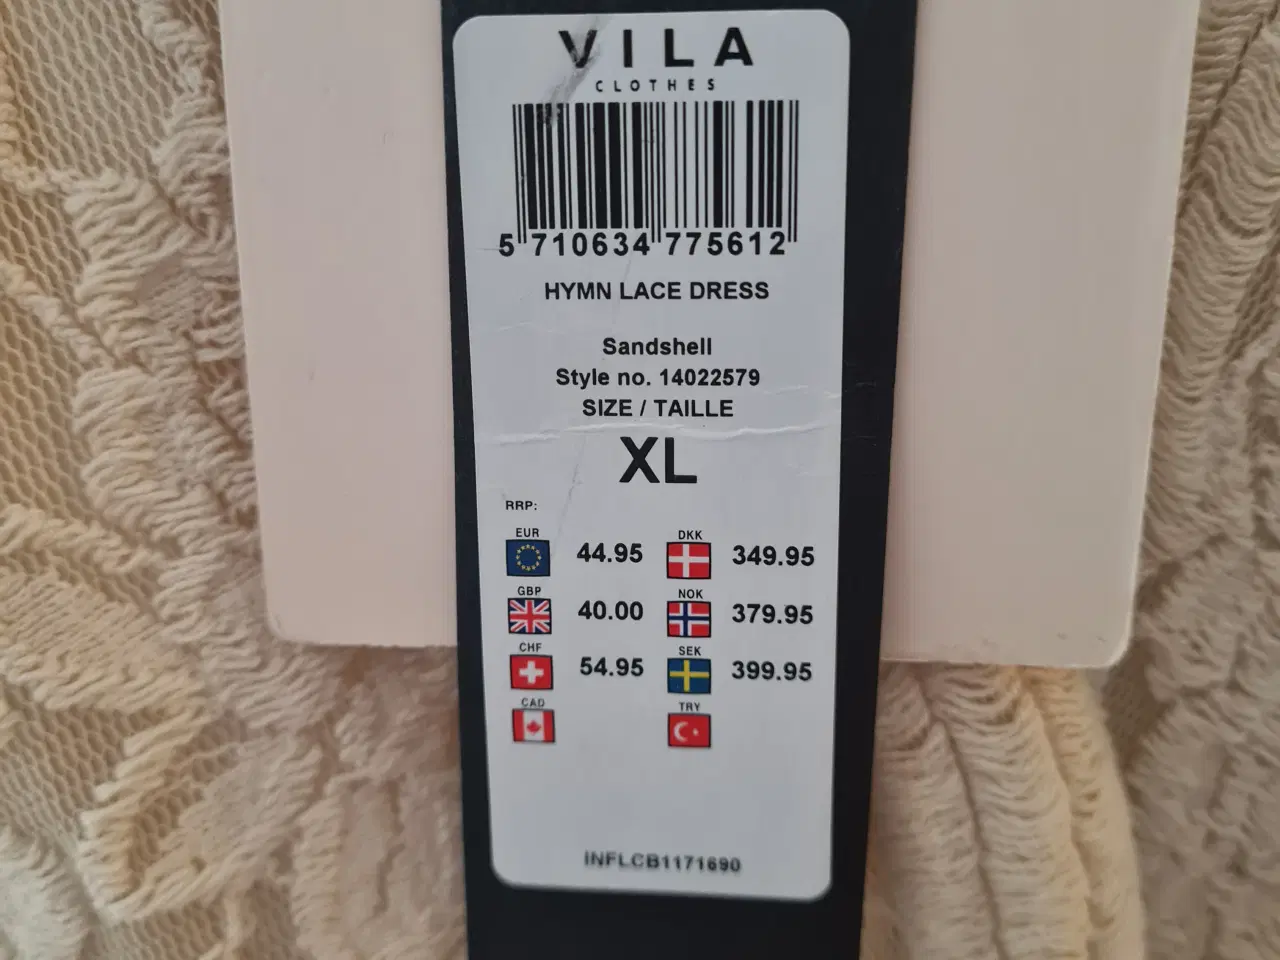 VILA
CLOTHES
5 710634 775612
HYMN LACE DRESS
Sandshell
Style no. 14022579
SIZE / TAILLE
XL
RRP:
EUR 44.95 DKK 349.95
GBP 40.00 NOK 379.95
CHF 54.95 SEK 399.95
CAD TRY
INFLCB1171690